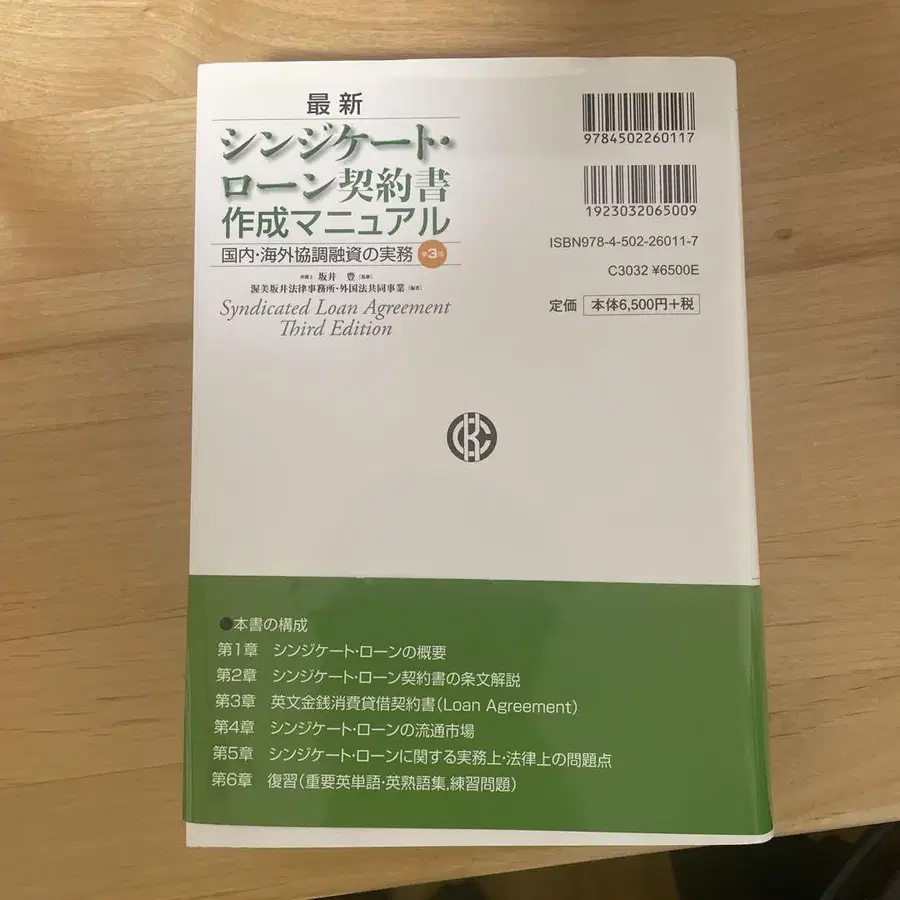 最新
シンジケート・
ローン契約書
作成マニュアル
国内・海外協調融資の実務 第3版
弁護士 坂井 豊[監修]
渥美坂井法律事務所・外国法共同事業[編著]
Syndicated Loan Agreement
Third Edition
9784502260117
1923032065009
ISBN978-4-502-26011-7
C3032 ¥6500E
定価 本体6,500円+税
●本書の構成
第1章 シンジケート・ローンの概要
第2章 シンジケート・ローン契約書の条文解説
第3章 英文金銭消費貸借契約書(Loan Agreement)
第4章 シンジケート・ローンの流通市場
第5章 シンジケート・ローンに関する実務上・法律上の問題点
第6章 復習(重要英単語・英熟語集,練習問題)